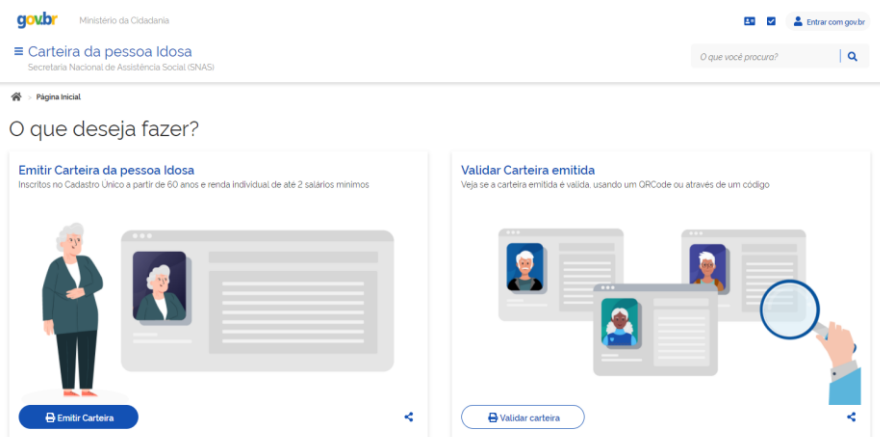 gov.br
Ministério da Cidadania
Entrar com gov.br
Carteira da pessoa Idosa
Secretaria Nacional de Assistência Social (SNAS)
O que você procura?
Página Inicial
O que deseja fazer?
Emitir Carteira da pessoa Idosa
Inscritos no Cadastro Único a partir de 60 anos e renda individual de até 2 salários mínimos
Emitir Carteira
Validar Carteira emitida
Veja se a carteira emitida é valida, usando um QRCode ou através de um código
Validar carteira